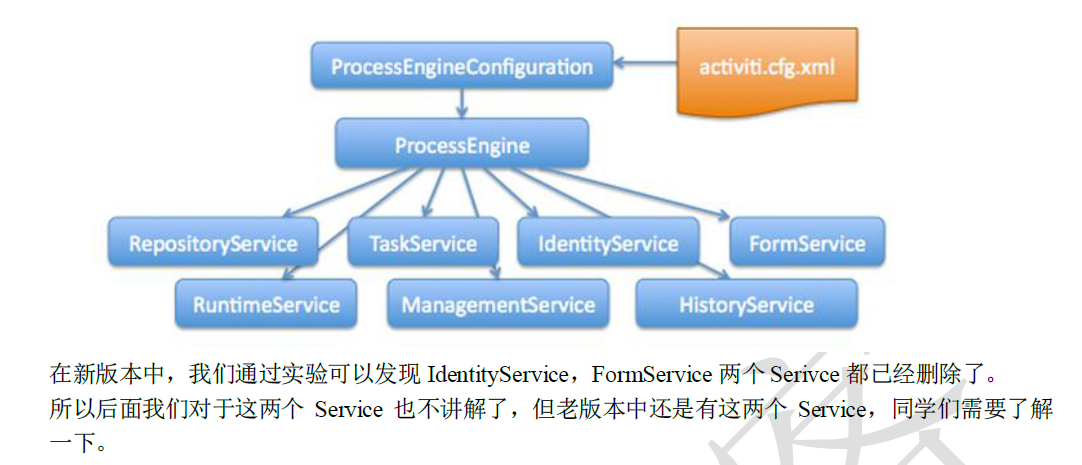 ProcessEngineConfiguration
activiti.cfg.xml
ProcessEngine
RepositoryService
TaskService
IdentityService
FormService
RuntimeService
ManagementService
HistoryService
在新版本中，我们通过实验可以发现 IdentityService，FormService 两个 Serivce 都已经删除了。
所以后面我们对于这两个 Service 也不讲解了，但老版本中还是有这两个 Service，同学们需要了解
一下。